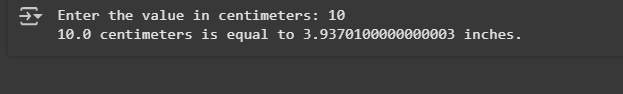 Enter the value in centimeters: 10
10.0 centimeters is equal to 3.9370100000000003 inches.